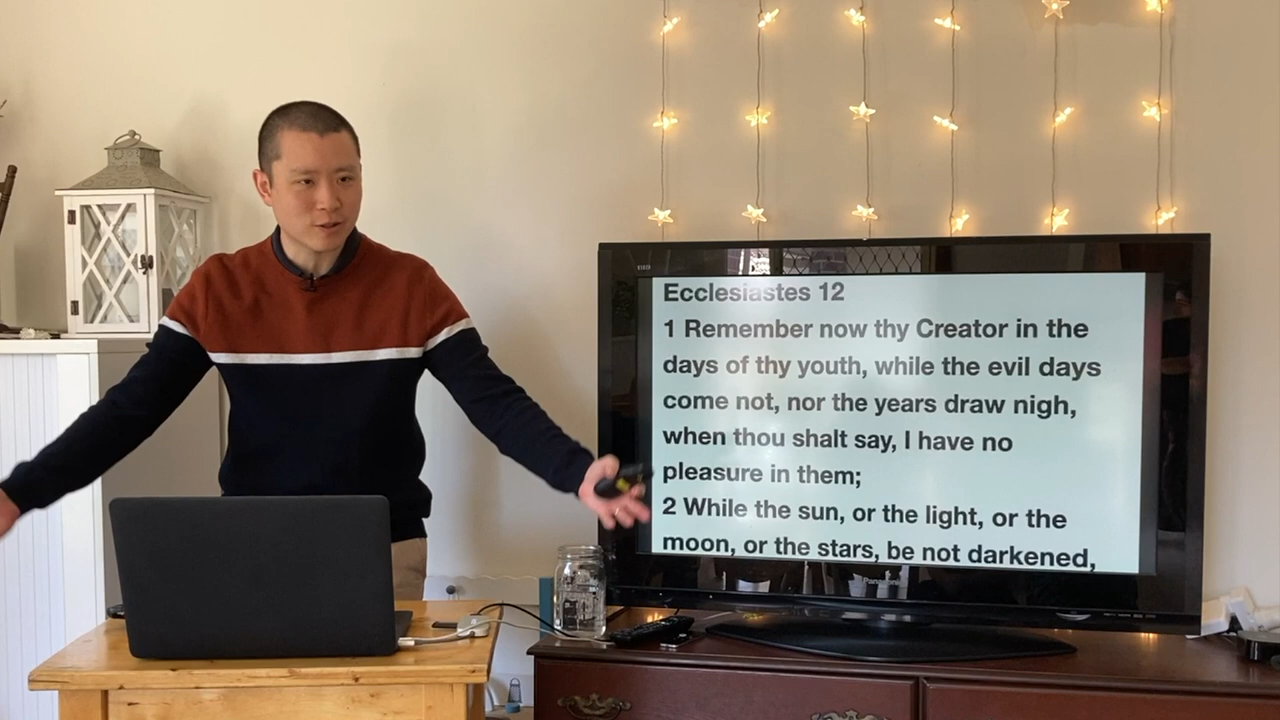 Ecclesiastes 12
1 Remember now thy Creator in the
days of thy youth, while the evil days
come not, nor the years draw nigh,
when thou shalt say, I have no
pleasure in them;
2 While the sun, or the light, or the
moon, or the stars, be not darkened,
Panasonic